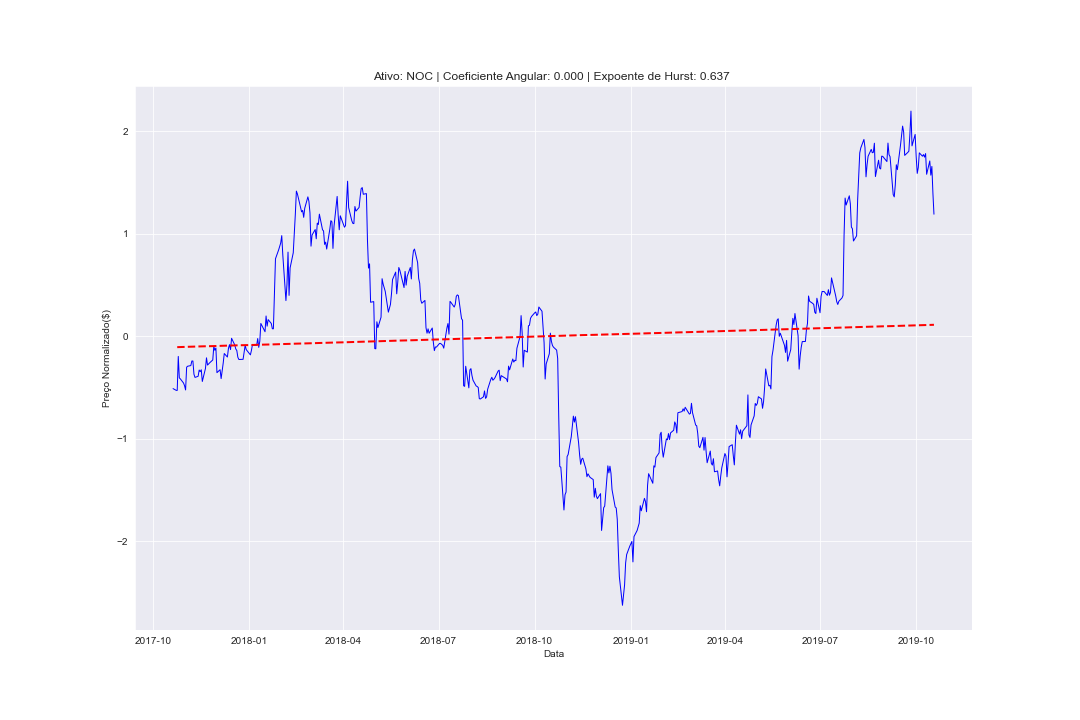 Ativo: NOC | Coeficiente Angular: 0.000 | Expoente de Hurst: 0.637
Preço Normalizado($)
2
1
0
−1
−2
2017-10 2018-01 2018-04 2018-07 2018-10 2019-01 2019-04 2019-07 2019-10
Data